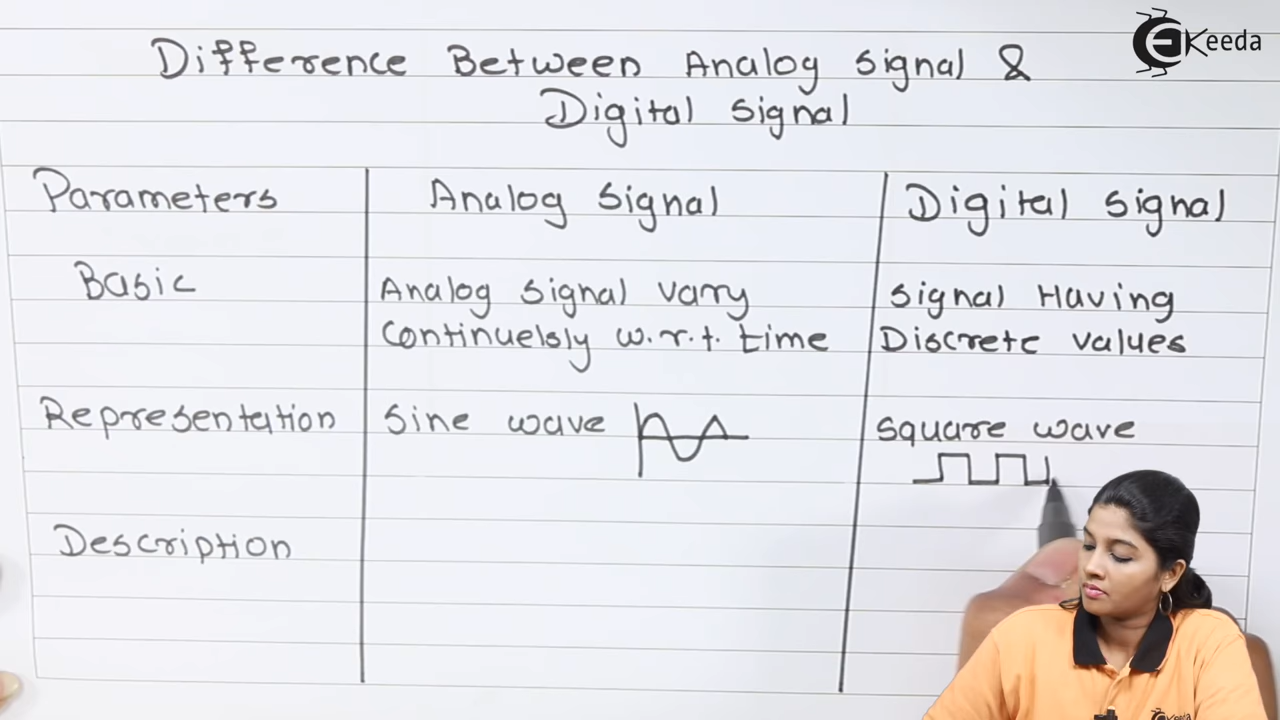 Difference Between Analog Signal &
Digital Signal
Ekeeda
Parameters Analog Signal Digital Signal
Basic Analog Signal vary Signal Having
Continuelsly w.r.t. time Discrete values
Representation Sine wave Square wave
Description
Ekeeda